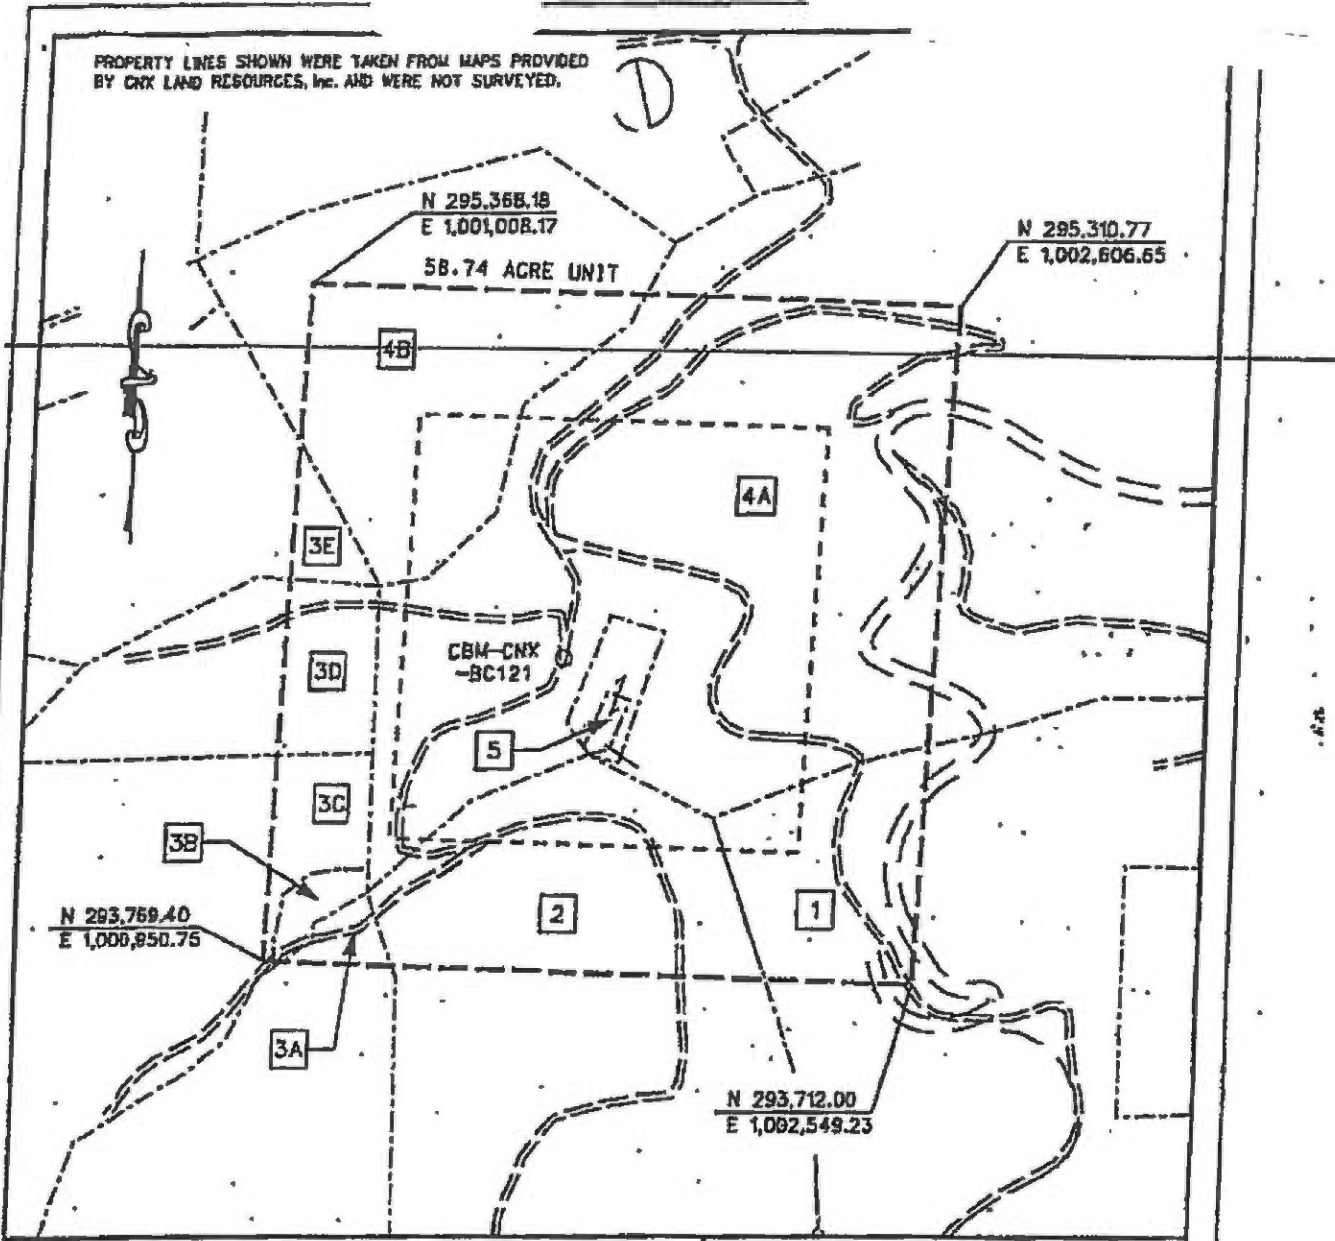 PROPERTY LINES SHOWN WERE TAKEN FROM MAPS PROVIDED
BY CNX LAND RESOURCES, Inc. AND WERE NOT SURVEYED.
N 295,368.18
E 1,001,008.17
N 295,310.77
E 1,002,606.65
58.74 ACRE UNIT
4B
4A
3E
CBM-CNX
-BC121
3D
5
3C
3B
N 293,769.40
E 1,000,950.75
2
1
3A
N 293,712.00
E 1,002,549.23